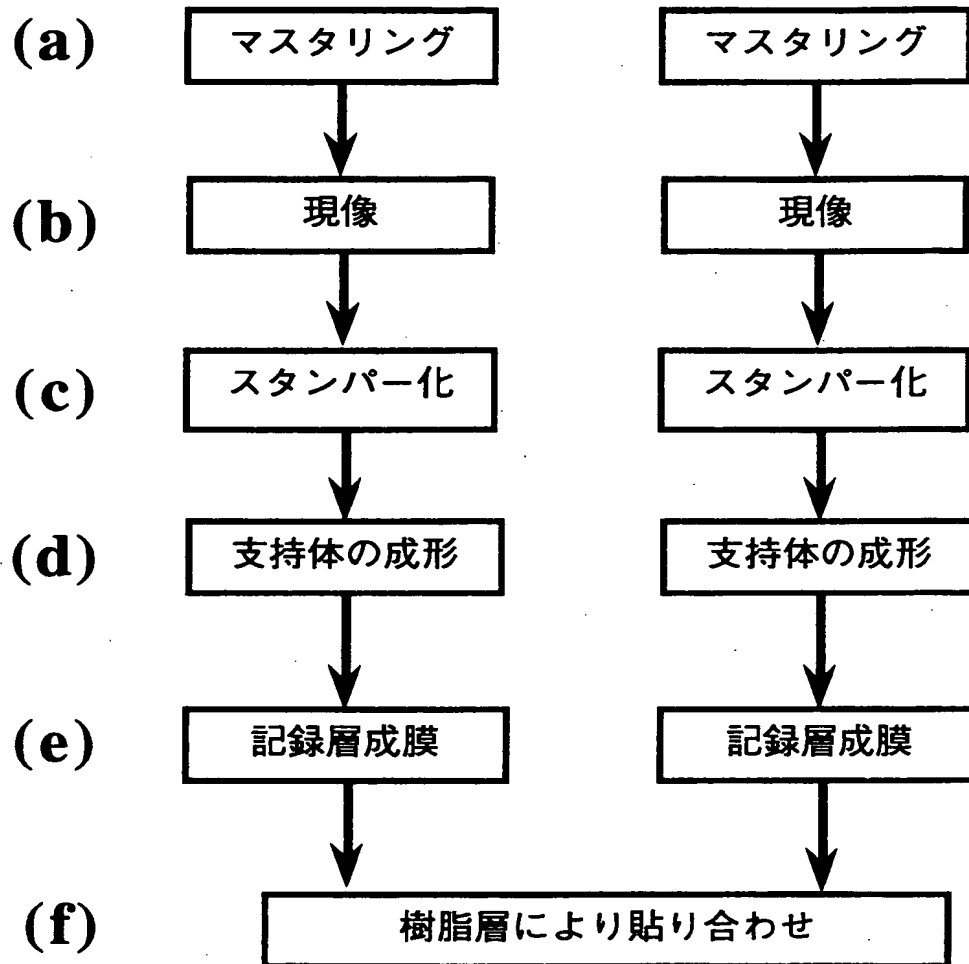 (a) マスタリング マスタリング
(b) 現像 現像
(c) スタンパー化 スタンパー化
(d) 支持体の成形 支持体の成形
(e) 記録層成膜 記録層成膜
(f) 樹脂層により貼り合わせ